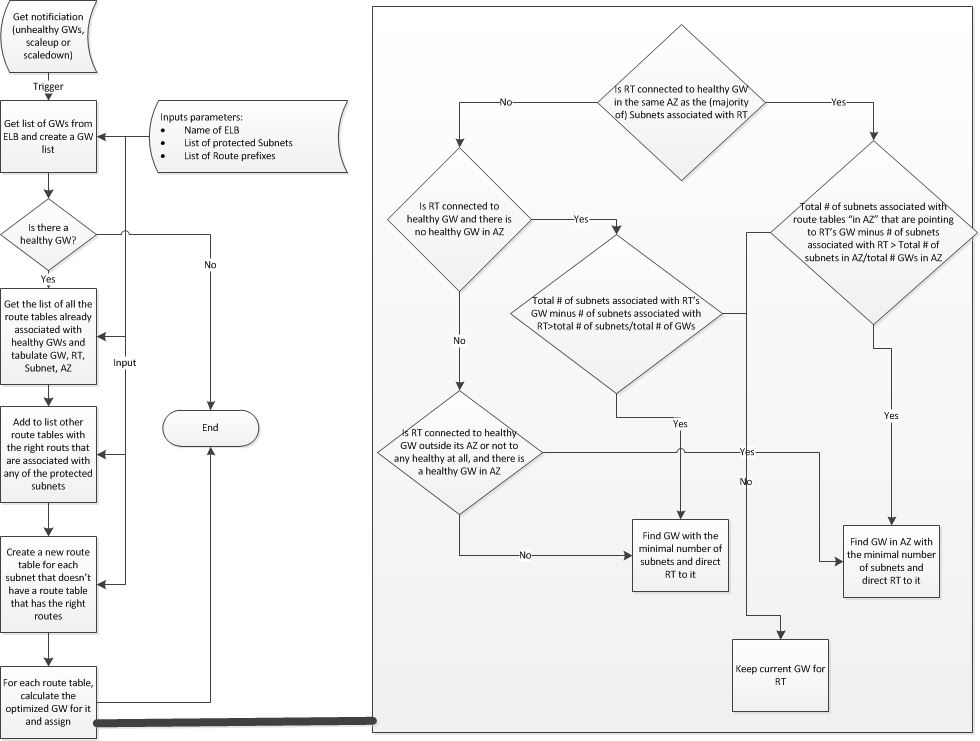 Get notificiation
(unhealthy GWs,
scaleup or
scaledown)
Trigger
Get list of GWs from
ELB and create a GW
list
Inputs parameters:
• Name of ELB
• List of protected Subnets
• List of Route prefixes
Is there a
healthy GW?
No
Yes
Get the list of all the
route tables already
associated with
healthy GWs and
tabulate GW, RT,
Subnet, AZ
Input
Add to list other
route tables with
the right routs that
are associated with
any of the protected
subnets
End
Create a new route
table for each
subnet that doesn't
have a route table
that has the right
routes
For each route table,
calculate the
optimized GW for it
and assign
Is RT connected to healthy GW
in the same AZ as the (majority
of) Subnets associated with RT
No
Yes
Is RT connected to
healthy GW and there is
no healthy GW in AZ
Yes
Total # of subnets associated with
route tables "in AZ" that are pointing
to RT's GW minus # of subnets
associated with RT > Total # of
subnets in AZ/total # GWs in AZ
Total # of subnets associated with RT's
GW minus # of subnets associated with
RT>total # of subnets/total # of GWs
No
Yes
Yes
Is RT connected to healthy
GW outside its AZ or not to
any healthy at all, and there is
a healthy GW in AZ
Yes
No
No
Find GW with the
minimal number of
subnets and direct
RT to it
Find GW in AZ with
the minimal number
of subnets and
direct RT to it
Keep current GW for
RT